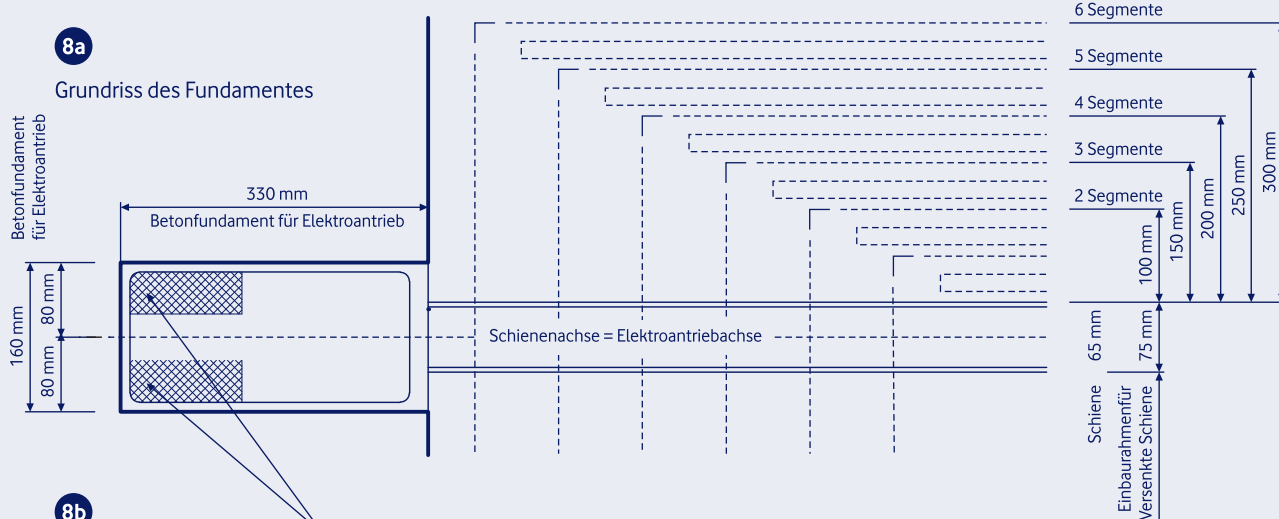 8a
Grundriss des Fundamentes
Betonfundament
für Elektroantrieb
330 mm
Betonfundament für Elektroantrieb
160 mm
80 mm
80 mm
Schienenachse = Elektroantriebachse
6 Segmente
5 Segmente
4 Segmente
3 Segmente
2 Segmente
100 mm
150 mm
200 mm
250 mm
300 mm
65 mm
75 mm
Schiene
Einbaurahmenfür
Versenkte Schiene
8b